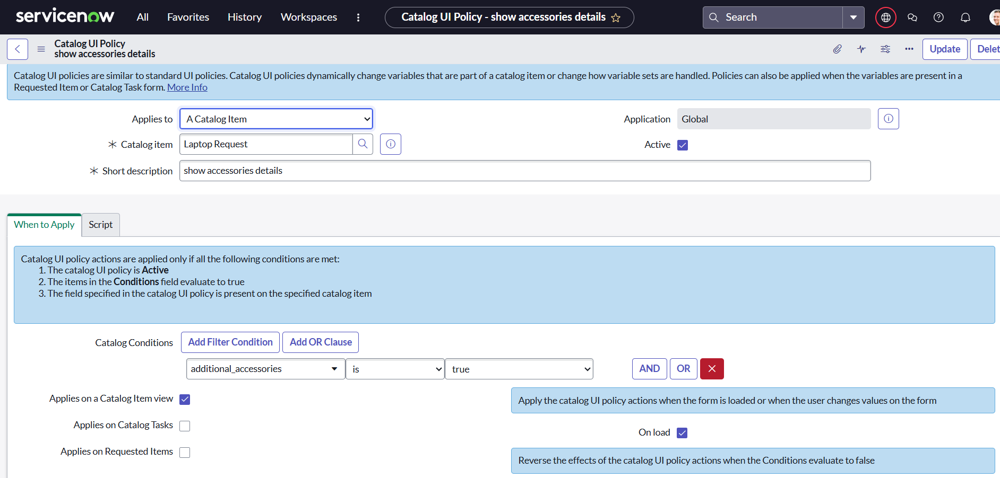 servicenow
All
Favorites
History
Workspaces
Catalog UI Policy - show accessories details
Search
Catalog UI Policy
show accessories details
Update
Delet
Catalog UI policies are similar to standard UI policies. Catalog UI policies dynamically change variables that are part of a catalog item or change how variable sets are handled. Policies can also be applied when the variables are present in a
Requested Item or Catalog Task form. More Info
Applies to
A Catalog Item
Application
Global
Catalog item
Laptop Request
Active
Short description
show accessories details
When to Apply
Script
Catalog UI policy actions are applied only if all the following conditions are met:
1. The catalog UI policy is Active
2. The items in the Conditions field evaluate to true
3. The field specified in the catalog UI policy is present on the specified catalog item
Catalog Conditions
Add Filter Condition
Add OR Clause
additional_accessories
is
true
AND
OR
Applies on a Catalog Item view
Apply the catalog UI policy actions when the form is loaded or when the user changes values on the form
Applies on Catalog Tasks
On load
Applies on Requested Items
Reverse the effects of the catalog UI policy actions when the Conditions evaluate to false